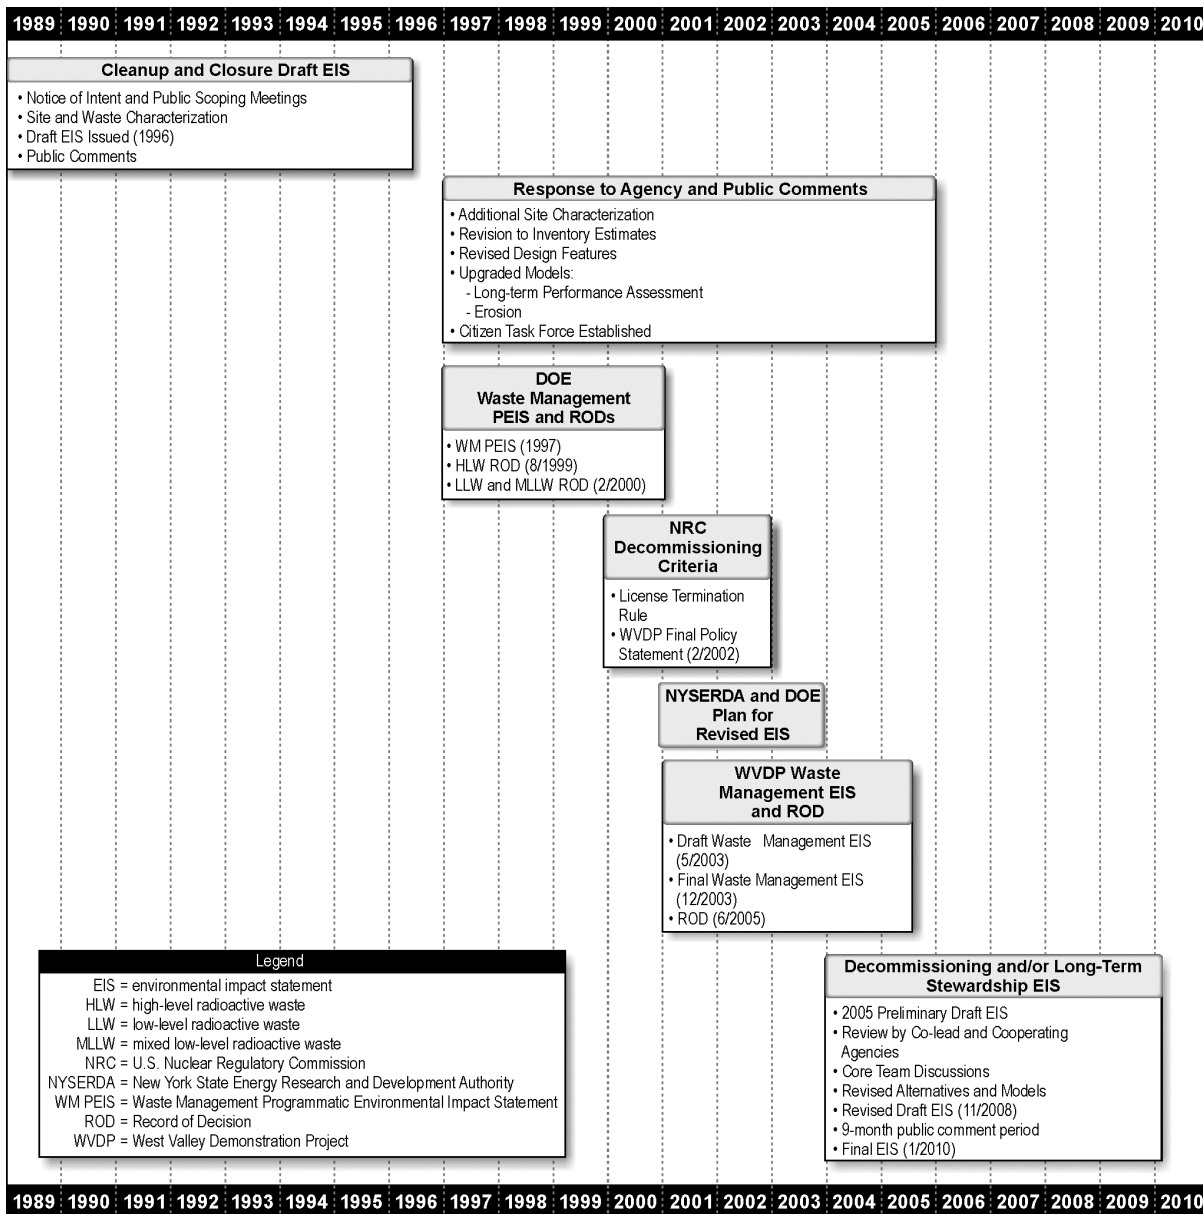 1989 1990 1991 1992 1993 1994 1995 1996 1997 1998 1999 2000 2001 2002 2003 2004 2005 2006 2007 2008 2009 2010
Cleanup and Closure Draft EIS
• Notice of Intent and Public Scoping Meetings
• Site and Waste Characterization
• Draft EIS Issued (1996)
• Public Comments
Response to Agency and Public Comments
• Additional Site Characterization
• Revision to Inventory Estimates
• Revised Design Features
• Upgraded Models:
- Long-term Performance Assessment
- Erosion
• Citizen Task Force Established
DOE
Waste Management
PEIS and RODs
• WM PEIS (1997)
• HLW ROD (8/1999)
• LLW and MLLW ROD (2/2000)
NRC
Decommissioning
Criteria
• License Termination
Rule
• WVDP Final Policy
Statement (2/2002)
NYSERDA and DOE
Plan for
Revised EIS
WVDP Waste
Management EIS
and ROD
• Draft Waste Management EIS
(5/2003)
• Final Waste Management EIS
(12/2003)
• ROD (6/2005)
Decommissioning and/or Long-Term
Stewardship EIS
• 2005 Preliminary Draft EIS
• Review by Co-lead and Cooperating
Agencies
• Core Team Discussions
• Revised Alternatives and Models
• Revised Draft EIS (11/2008)
• 9-month public comment period
• Final EIS (1/2010)
Legend
EIS = environmental impact statement
HLW = high-level radioactive waste
LLW = low-level radioactive waste
MLLW = mixed low-level radioactive waste
NRC = U.S. Nuclear Regulatory Commission
NYSERDA = New York State Energy Research and Development Authority
WM PEIS = Waste Management Programmatic Environmental Impact Statement
ROD = Record of Decision
WVDP = West Valley Demonstration Project
1989 1990 1991 1992 1993 1994 1995 1996 1997 1998 1999 2000 2001 2002 2003 2004 2005 2006 2007 2008 2009 2010